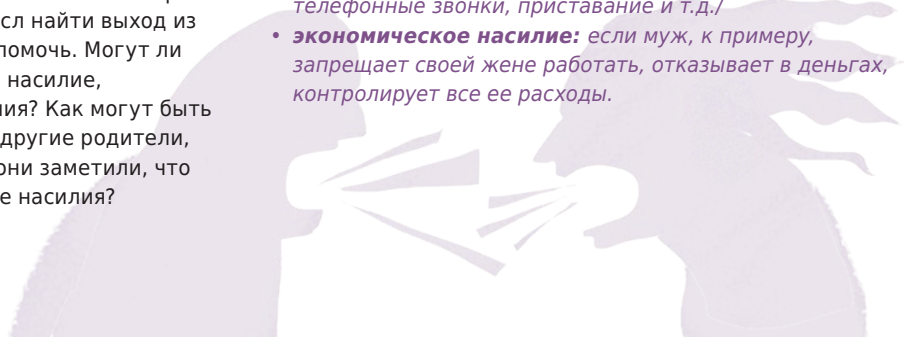 сл найти выход из
помочь. Могут ли
насилие,
ния? Как могут быть
другие родители,
они заметили, что
е насилия?
телефонные звонки, приставание и т.д./
• экономическое насилие: если муж, к примеру,
запрещает своей жене работать, отказывает в деньгах,
контролирует все ее расходы.